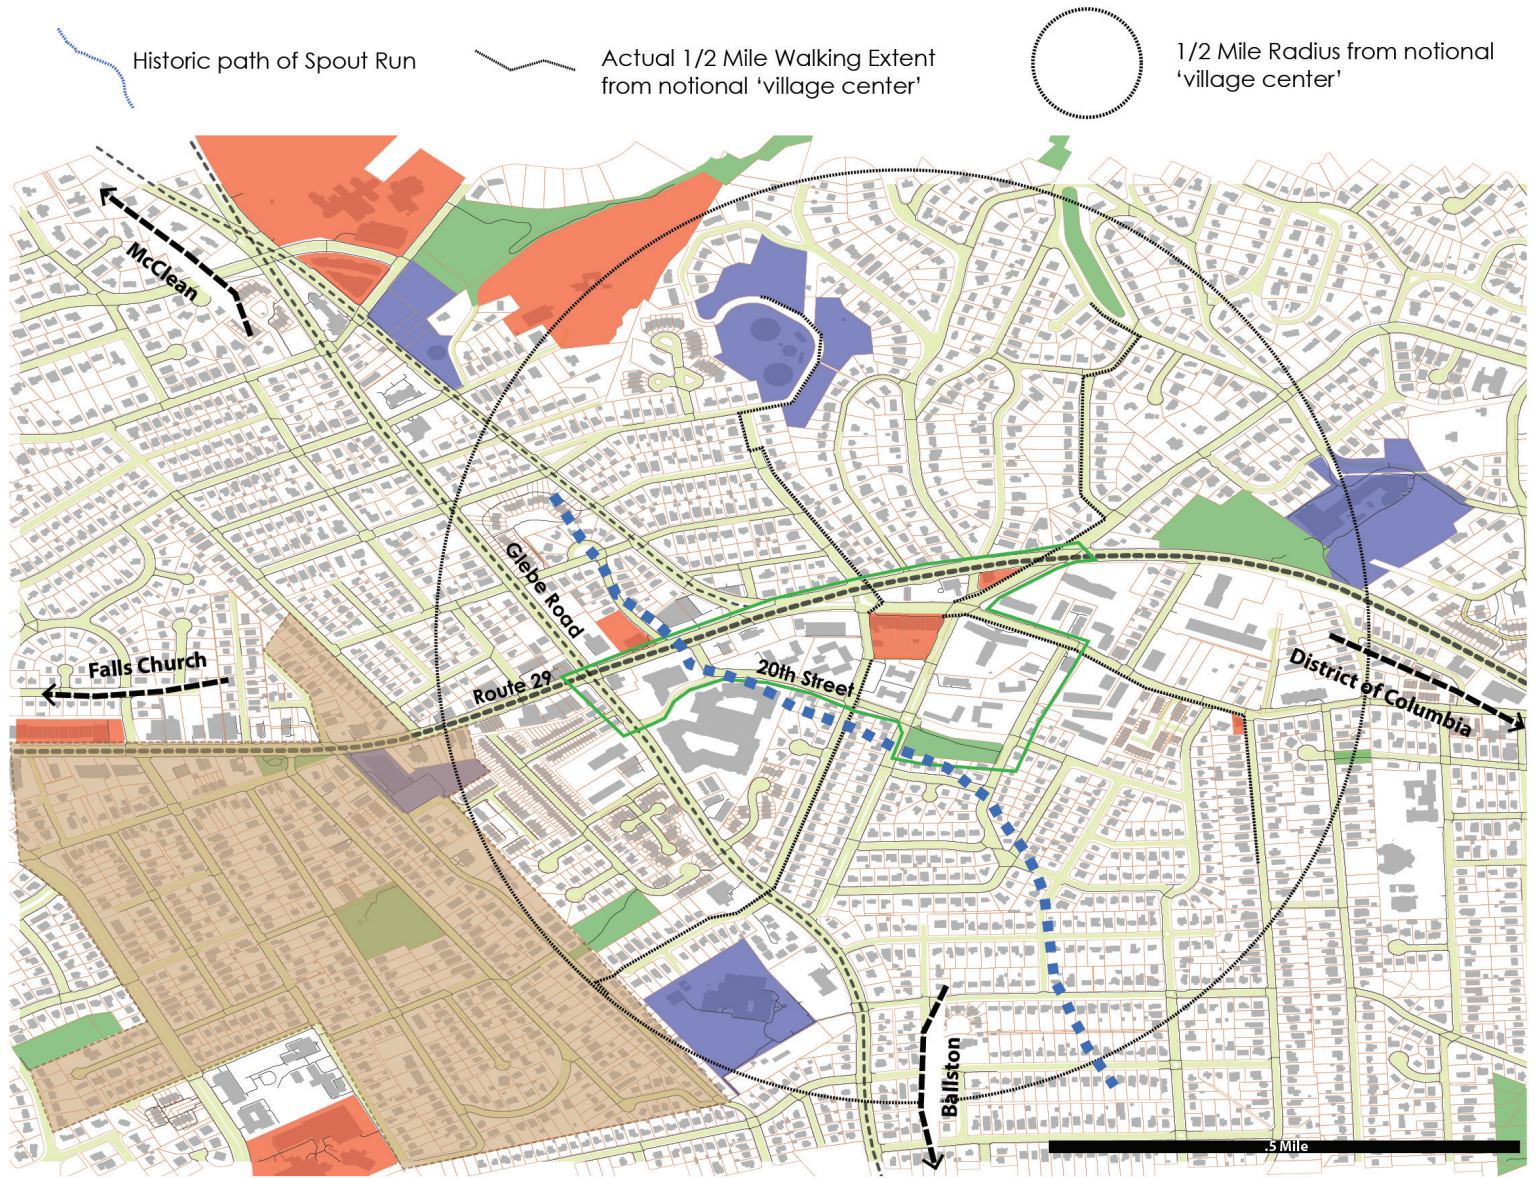 Historic path of Spout Run
Actual 1/2 Mile Walking Extent
from notional 'village center'
1/2 Mile Radius from notional
'village center'
McClean
Glebe Road
Falls Church
Route 29
20th Street
District of Columbia
Ballston
.5 Mile